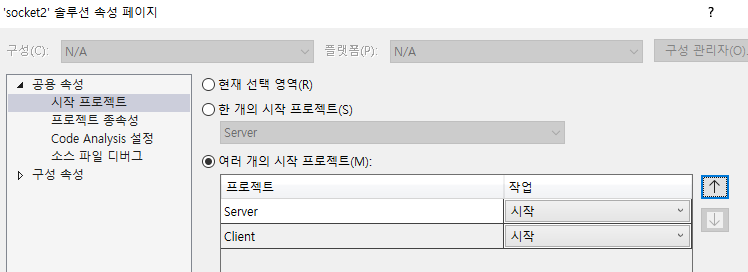 'socket2' 솔루션 속성 페이지
?
구성(C): N/A 플랫폼(P): N/A 구성 관리자(O).
공용 속성
시작 프로젝트
프로젝트 종속성
Code Analysis 설정
소스 파일 디버그
구성 속성
현재 선택 영역(R)
한 개의 시작 프로젝트(S)
Server
여러 개의 시작 프로젝트(M):
프로젝트 작업
Server 시작
Client 시작